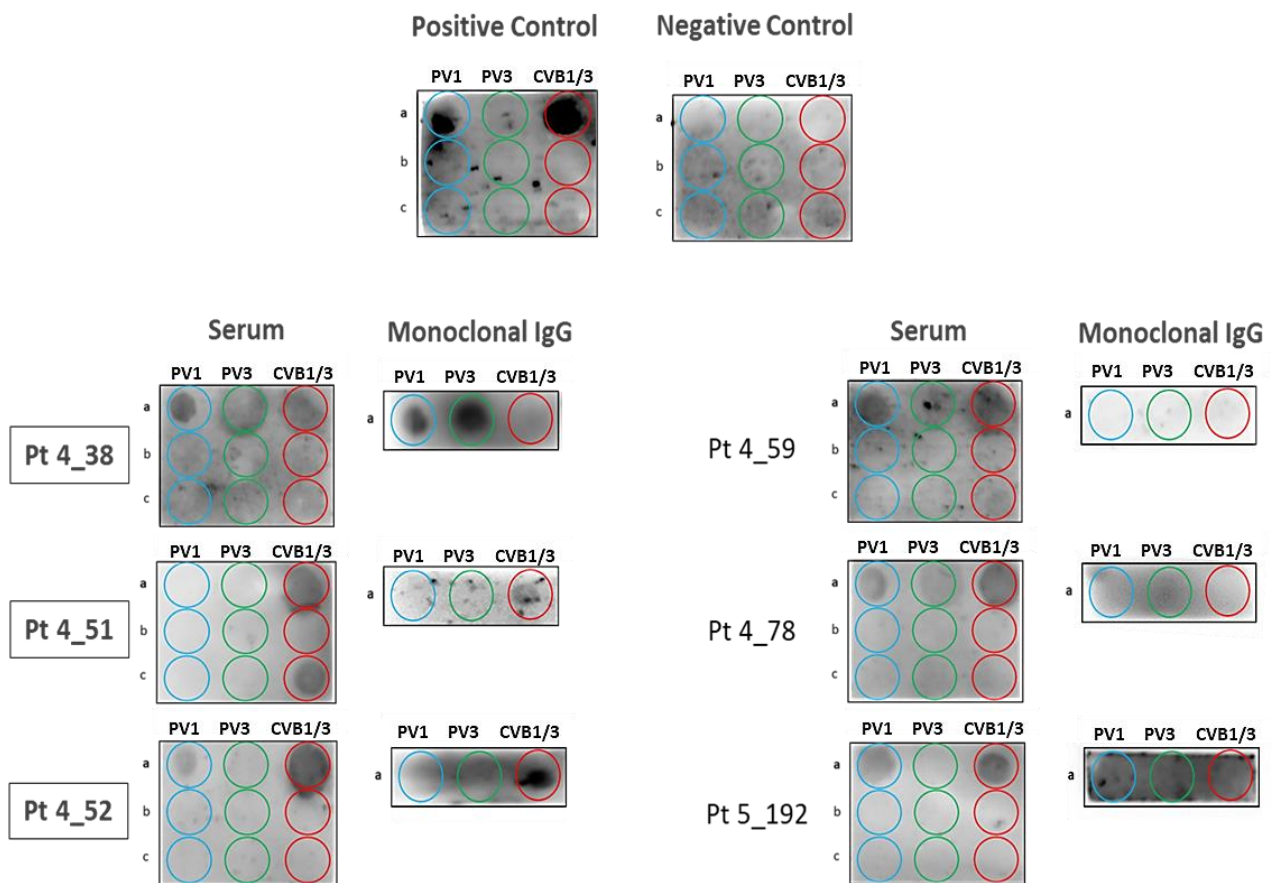 Positive Control
Negative Control
PV1 PV3 CVB1/3
a
b
c
PV1 PV3 CVB1/3
a
b
c
Serum
Monoclonal IgG
Serum
Monoclonal IgG
Pt 4_38
PV1 PV3 CVB1/3
a
b
c
PV1 PV3 CVB1/3
a
Pt 4_59
PV1 PV3 CVB1/3
a
b
c
PV1 PV3 CVB1/3
a
Pt 4_51
PV1 PV3 CVB1/3
a
b
c
PV1 PV3 CVB1/3
a
Pt 4_78
PV1 PV3 CVB1/3
a
b
c
PV1 PV3 CVB1/3
a
Pt 4_52
PV1 PV3 CVB1/3
a
b
c
PV1 PV3 CVB1/3
a
Pt 5_192
PV1 PV3 CVB1/3
a
b
c
PV1 PV3 CVB1/3
a